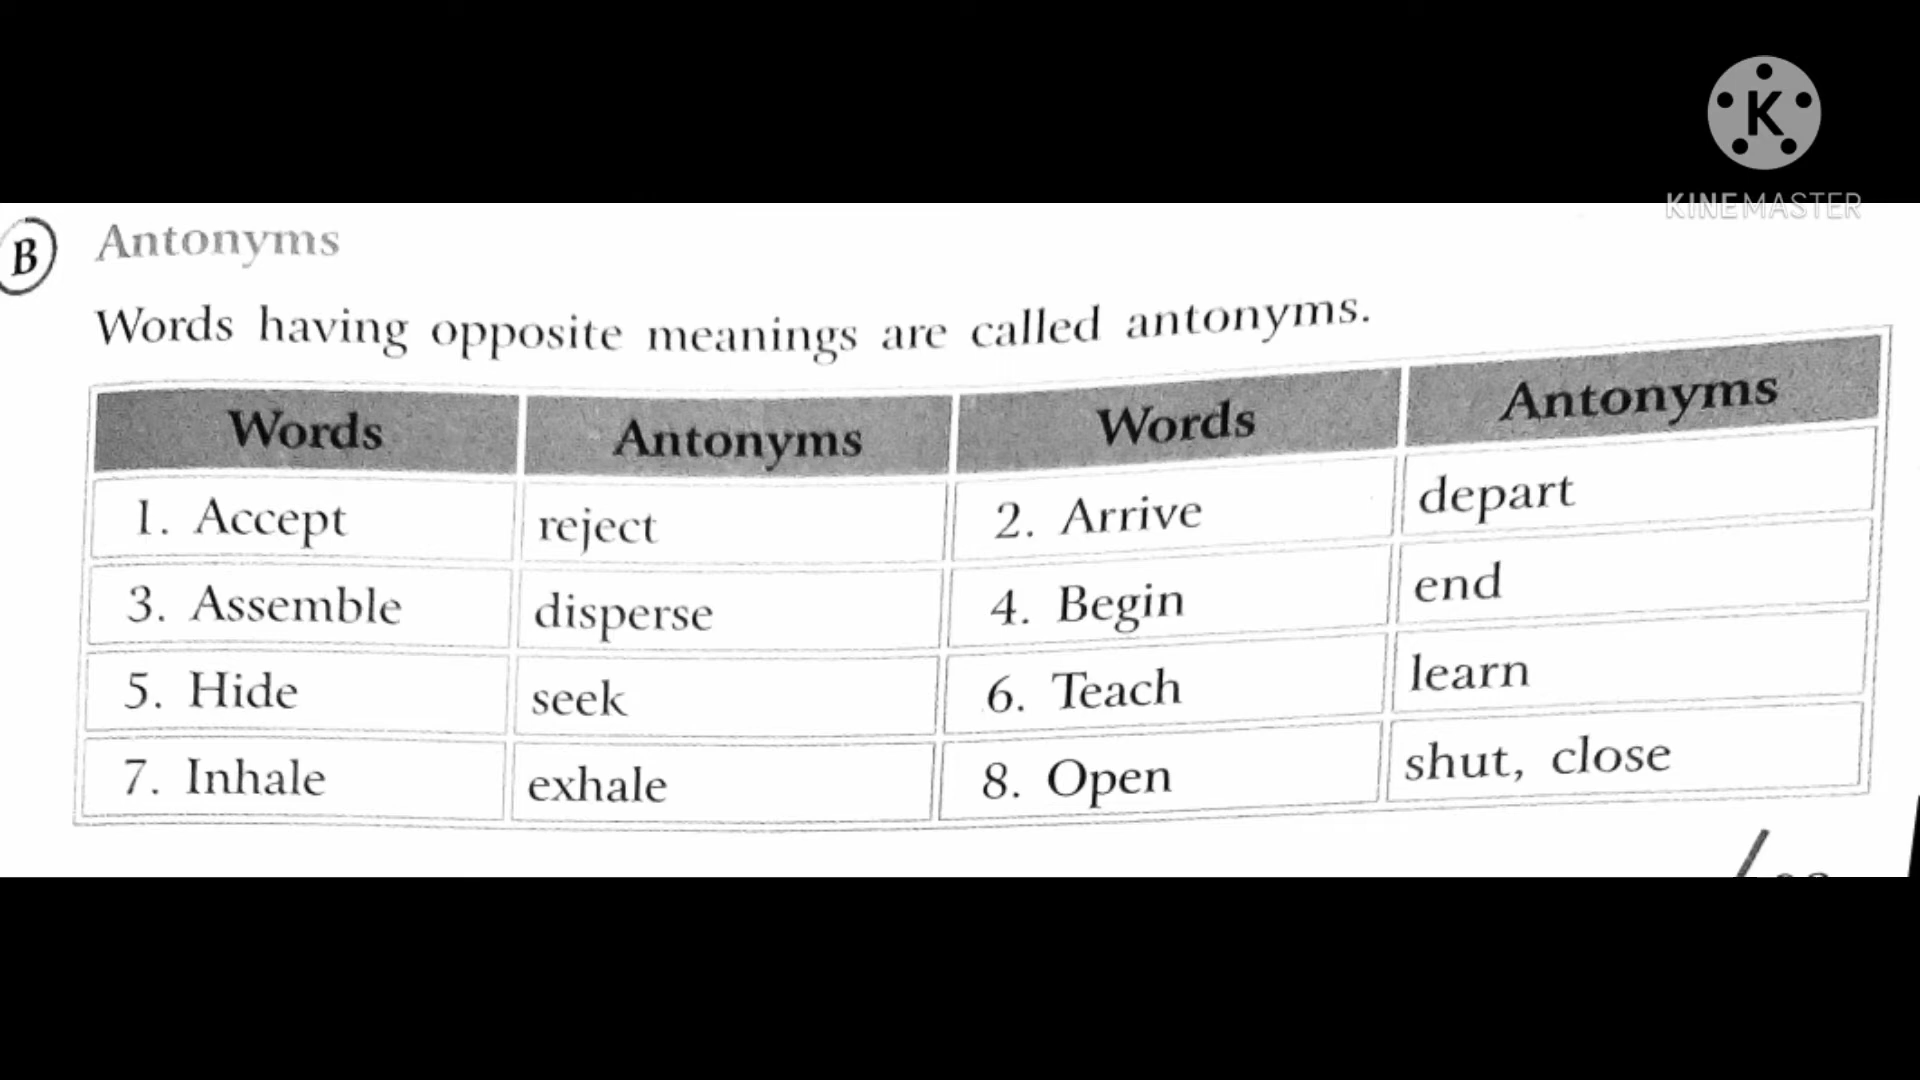 K
KINEMASTER
B Antonyms
Words having opposite meanings are called antonyms.
Words Antonyms Words Antonyms
1. Accept reject 2. Arrive depart
3. Assemble disperse 4. Begin end
5. Hide seek 6. Teach learn
7. Inhale exhale 8. Open shut, close